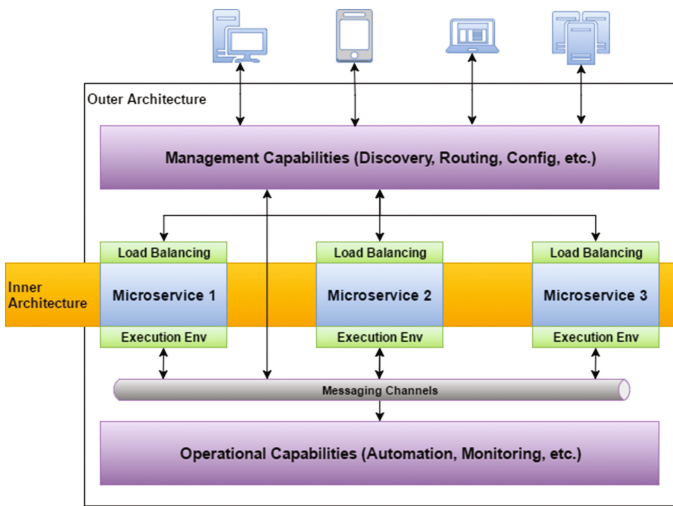 Outer Architecture
Management Capabilities (Discovery, Routing, Config, etc.)
Load Balancing
Load Balancing
Load Balancing
Inner
Architecture
Microservice 1
Microservice 2
Microservice 3
Execution Env
Execution Env
Execution Env
Messaging Channels
Operational Capabilities (Automation, Monitoring, etc.)